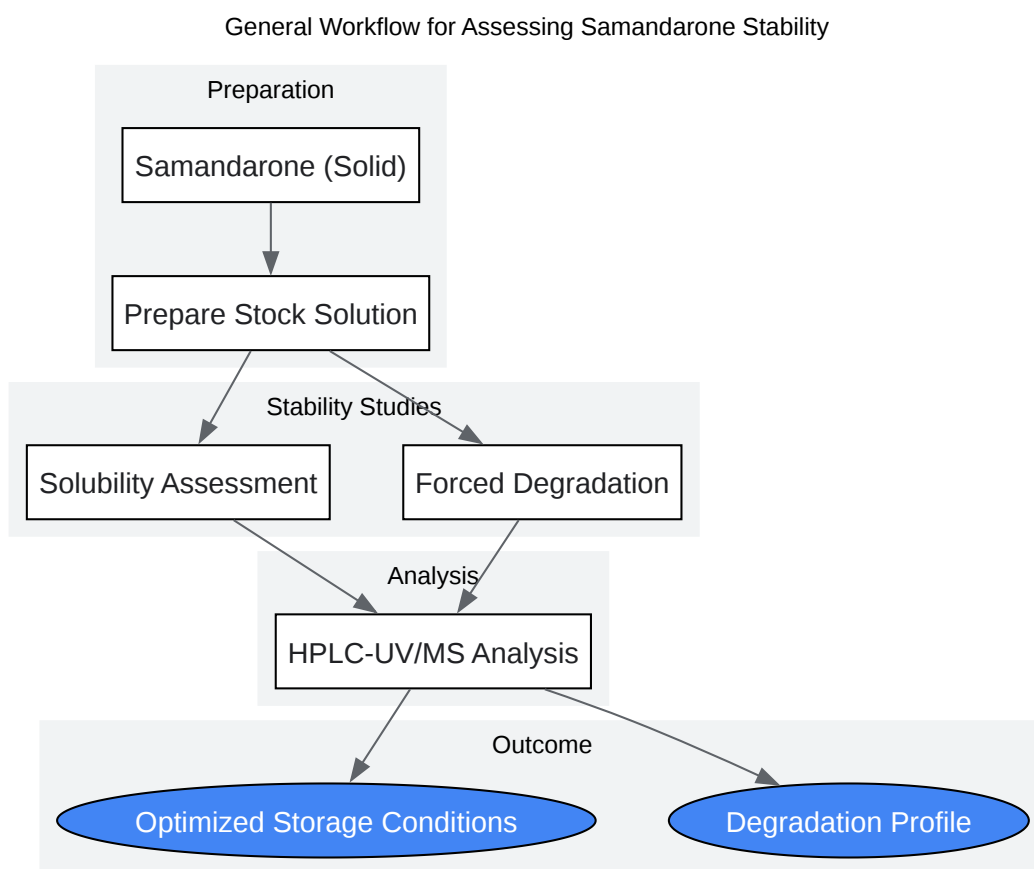 General Workflow for Assessing Samandarone Stability
Preparation
Samandarone (Solid)
Prepare Stock Solution
Stability Studies
Solubility Assessment
Forced Degradation
Analysis
HPLC-UV/MS Analysis
Outcome
Optimized Storage Conditions
Degradation Profile